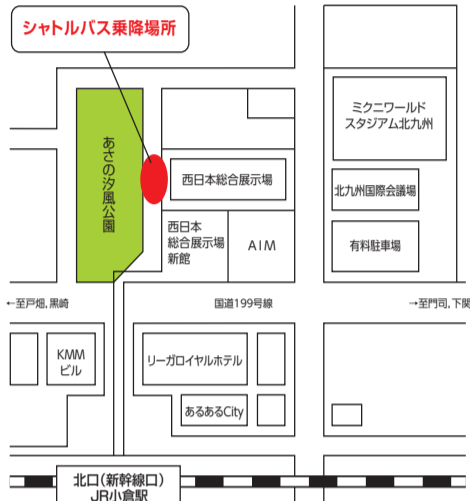 シャトルバス乗降場所
ミクニワールド
スタジアム北九州
あさの汐風公園
西日本総合展示場
北九州国際会議場
西日本
総合展示場
新館
AIM
有料駐車場
←至戸畑,黒崎
国道199号線
→至門司,下関
KMM
ビル
リーガロイヤルホテル
あるあるCity
北口(新幹線口)
JR小倉駅